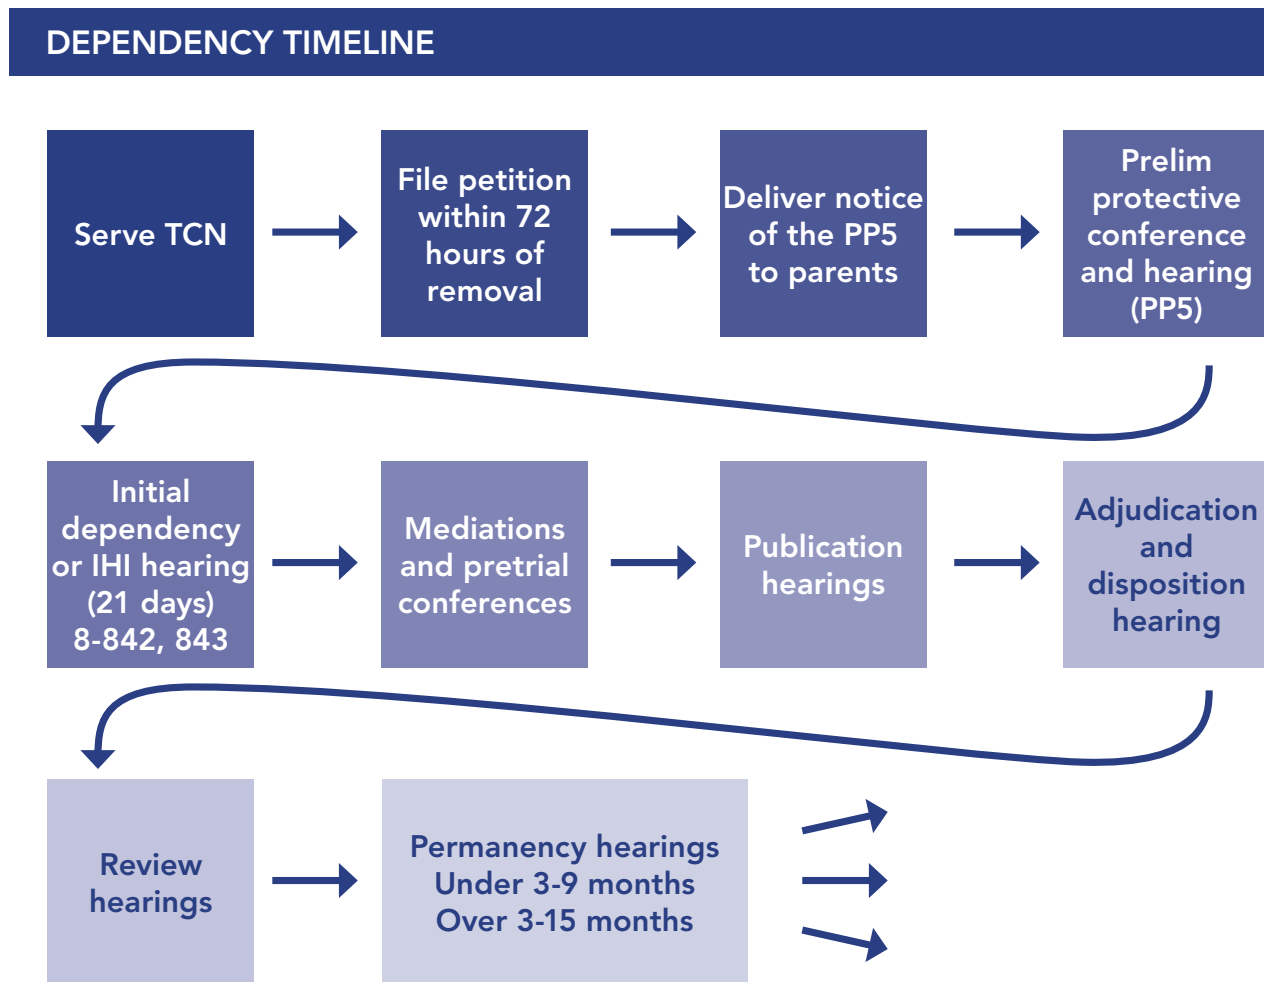 DEPENDENCY TIMELINE
Serve TCN
File petition
within 72
hours of
removal
Deliver notice
of the PP5
to parents
Prelim
protective
conference
and hearing
(PP5)
Initial
dependency
or IHI hearing
(21 days)
8-842, 843
Mediations
and pretrial
conferences
Publication
hearings
Adjudication
and
disposition
hearing
Review
hearings
Permanency hearings
Under 3-9 months
Over 3-15 months